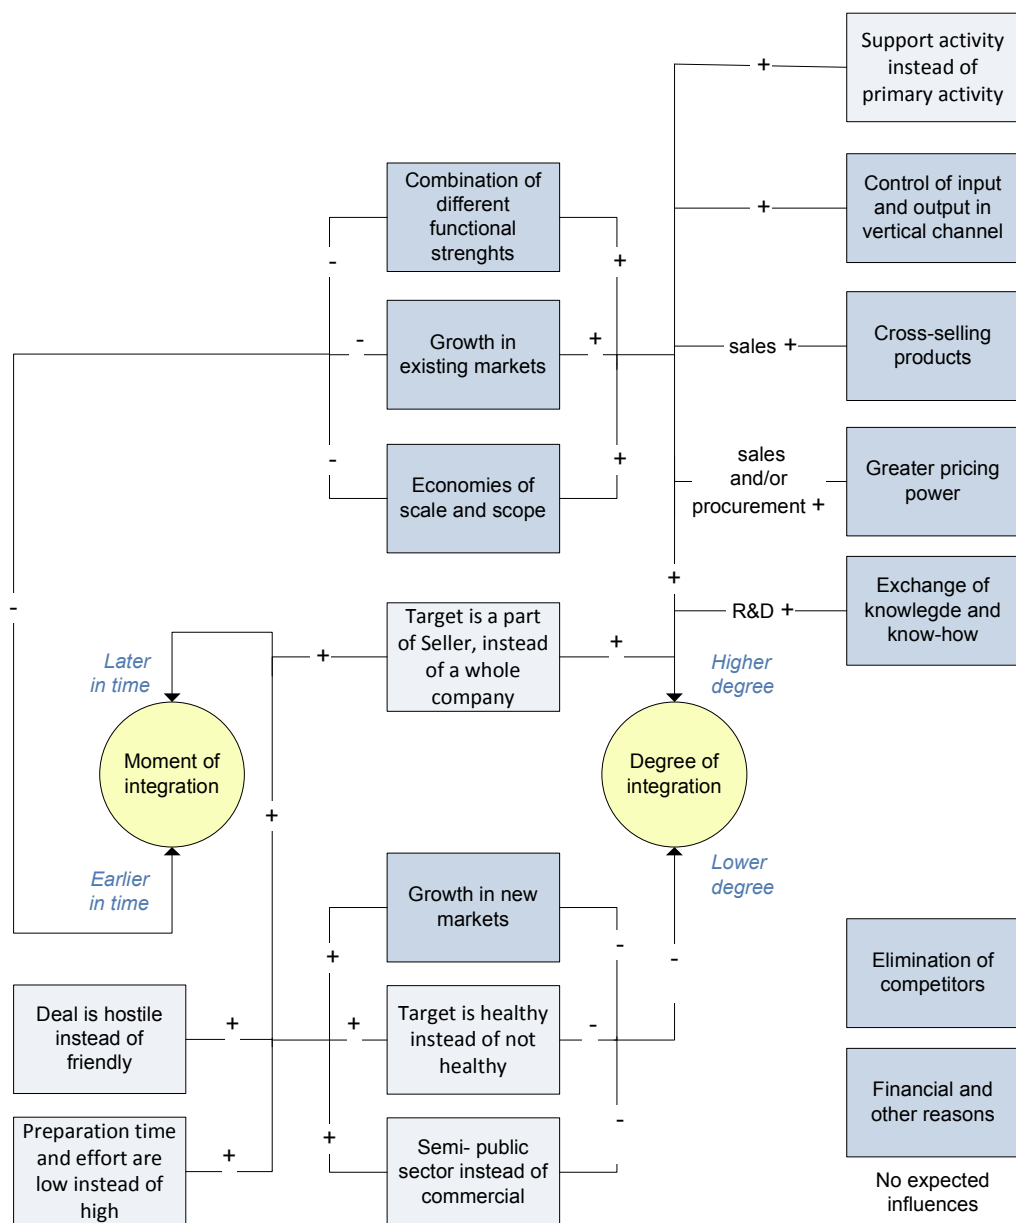 Support activity
instead of
primary activity
+
Combination of
different
functional
strenghts
Control of input
and output in
vertical channel
+
-
+
Growth in
existing markets
-
+
Cross-selling
products
sales +
Economies of
scale and scope
-
+
Greater pricing
power
sales
and/or
procurement +
-
+
Exchange of
knowlegde and
know-how
R&D +
Target is a part
of Seller, instead
of a whole
company
+
+
Later
in time
Higher
degree
Moment of
integration
Degree of
integration
+
Earlier
in time
Lower
degree
Growth in new
markets
+
-
-
Elimination of
competitors
Deal is hostile
instead of
friendly
+
+
Target is healthy
instead of not
healthy
-
Financial and
other reasons
Preparation time
and effort are
low instead of
high
+
+
Semi- public
sector instead of
commercial
-
No expected
influences